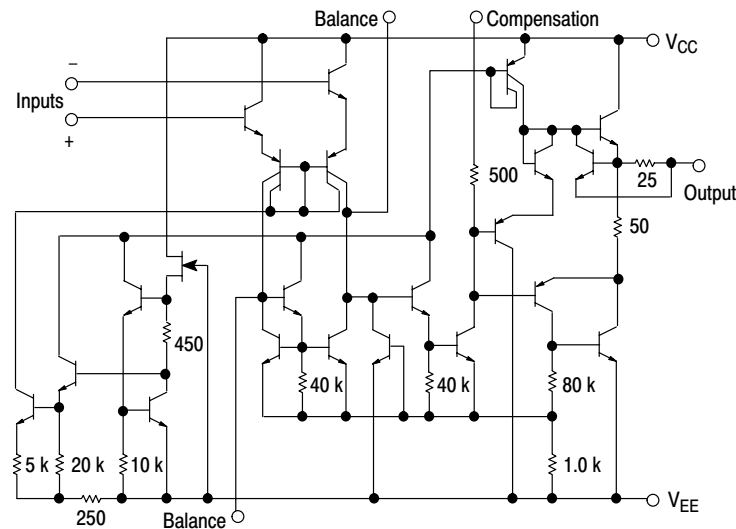 Balance
Compensation
VCC
−
Inputs
+
500
25
Output
50
450
40 k
40 k
80 k
5 k
20 k
10 k
1.0 k
250
VEE
Balance